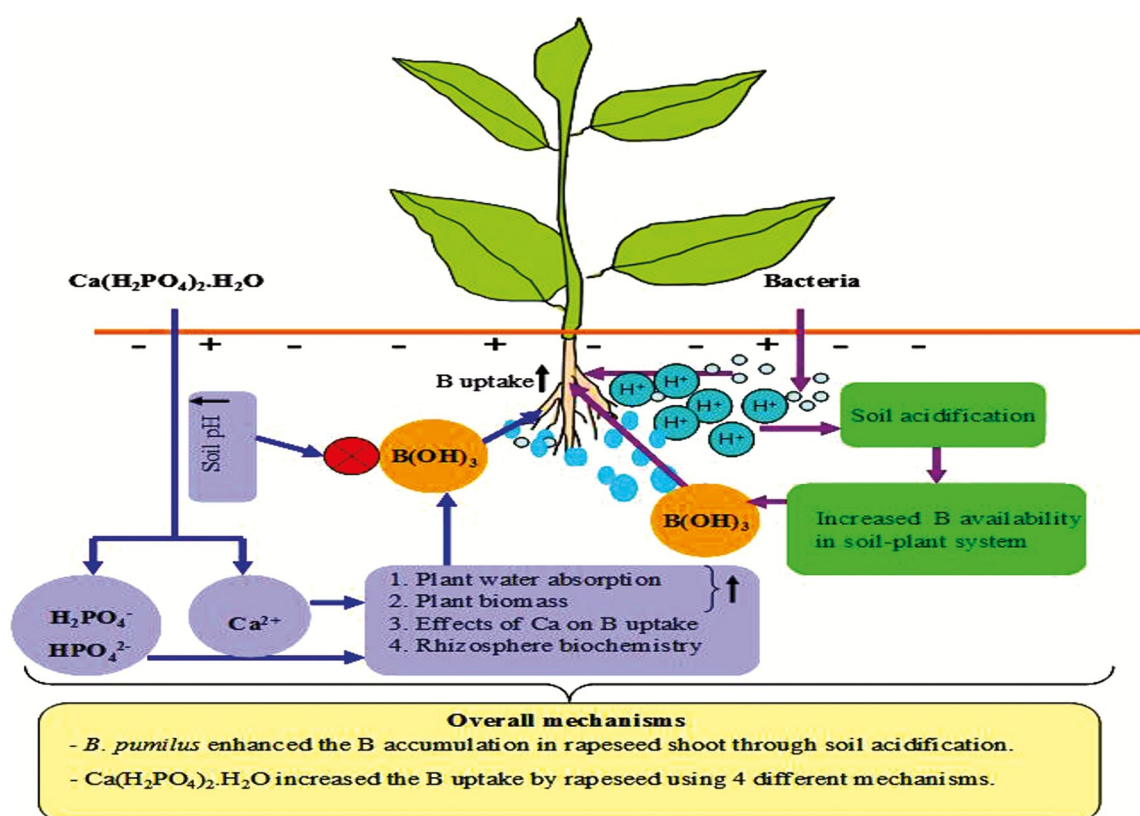 Ca(H₂PO₄)₂.H₂O
Bacteria
- + - - + - - + - -
B uptake
H⁺ H⁺ H⁺ H⁺ H⁺ H⁺
Soil pH
B(OH)₃
Soil acidification
B(OH)₃
Increased B availability
in soil-plant system
H₂PO₄⁻
HPO₄²⁻
Ca²⁺
1. Plant water absorption
2. Plant biomass
3. Effects of Ca on B uptake
4. Rhizosphere biochemistry
Overall mechanisms
- B. pumilus enhanced the B accumulation in rapeseed shoot through soil acidification.
- Ca(H₂PO₄)₂.H₂O increased the B uptake by rapeseed using 4 different mechanisms.